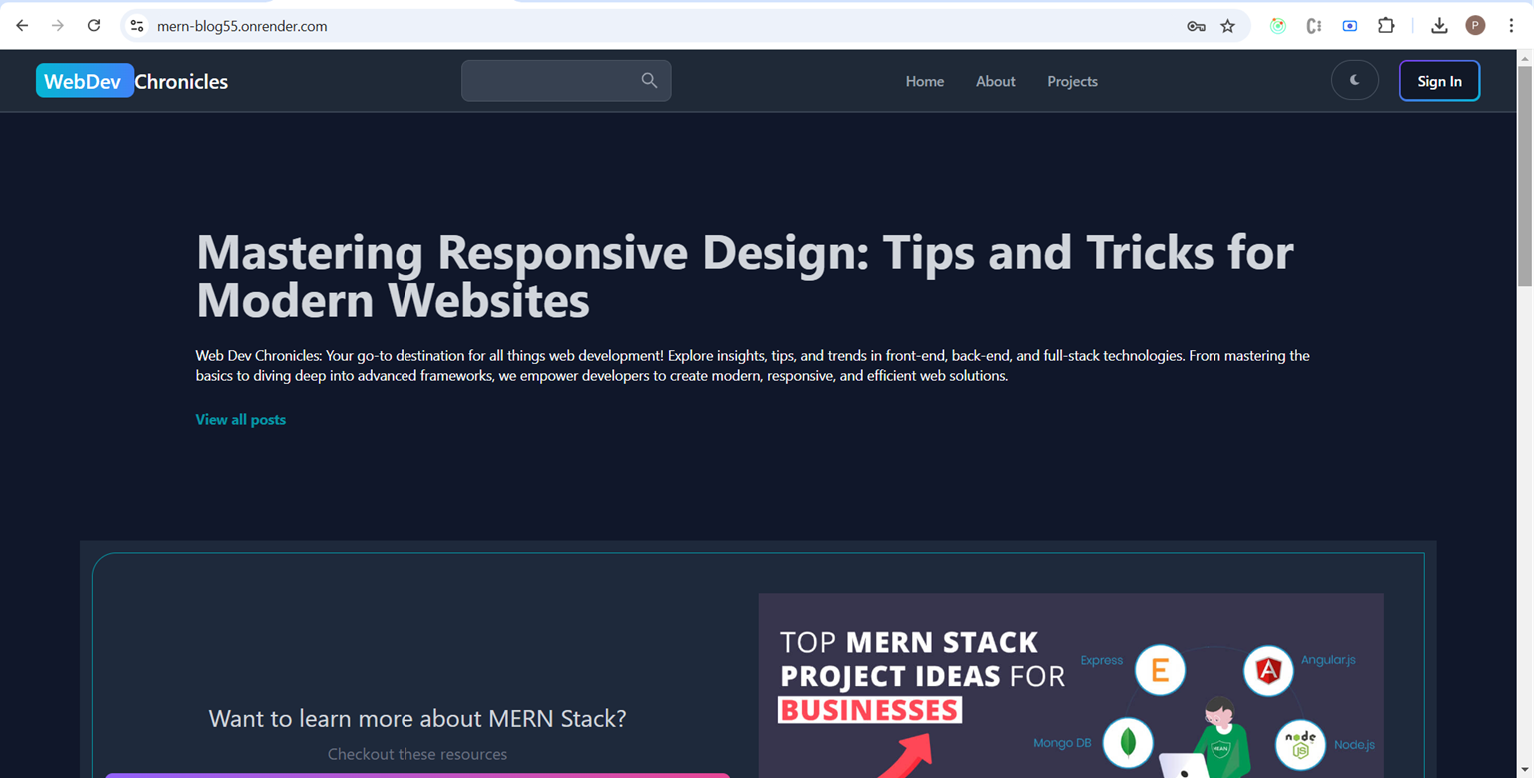 mern-blog55.onrender.com
P
WebDev Chronicles
Home
About
Projects
Sign In
Mastering Responsive Design: Tips and Tricks for
Modern Websites
Web Dev Chronicles: Your go-to destination for all things web development! Explore insights, tips, and trends in front-end, back-end, and full-stack technologies. From mastering the
basics to diving deep into advanced frameworks, we empower developers to create modern, responsive, and efficient web solutions.
View all posts
Want to learn more about MERN Stack?
Checkout these resources
TOP MERN STACK
PROJECT IDEAS FOR
BUSINESSES
Express
E
A
Angular.js
Mongo DB
node
JS
Node.js